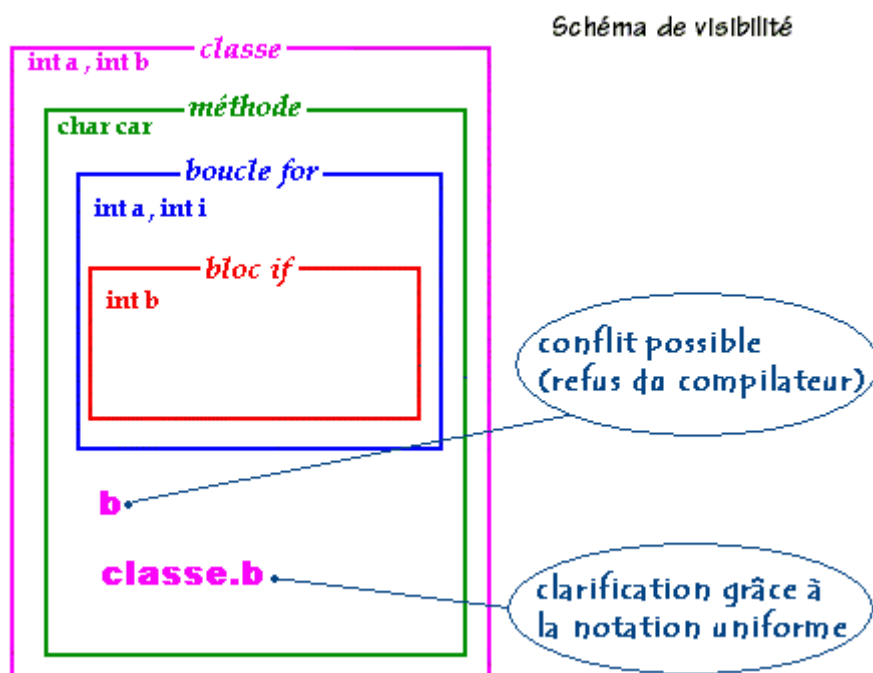 Schéma de visibilité
classe
int a , int b
méthode
char car
boucle for
int a , int i
bloc if
int b
conflit possible
(refus du compilateur)
b
classe.b
clarification grâce à
la notation uniforme